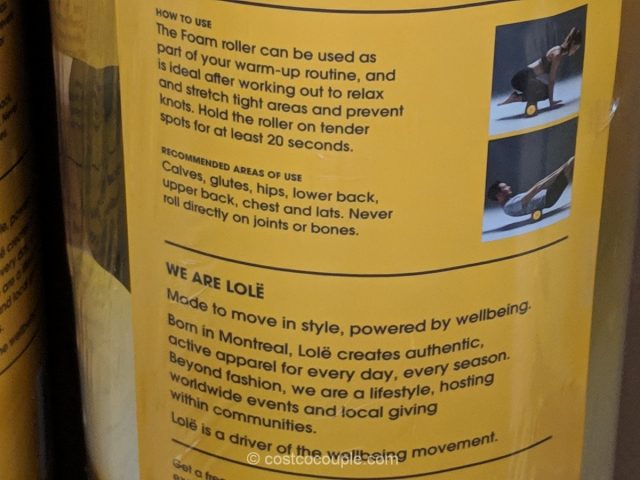 HOW TO USE
The Foam roller can be used as
part of your warm-up routine, and
is ideal after working out to relax
and stretch tight areas and prevent
knots. Hold the roller on tender
spots for at least 20 seconds.
RECOMMENDED AREAS OF USE
Calves, glutes, hips, lower back,
upper back, chest and lats. Never
roll directly on joints or bones.
WE ARE LOLË
Made to move in style, powered by wellbeing.
Born in Montreal, Lolë creates authentic,
active apparel for every day, every season.
Beyond fashion, we are a lifestyle, hosting
worldwide events and local giving
within communities.
Lolë is a driver of the wellbeing movement.
© costcocouple.com
Get a free